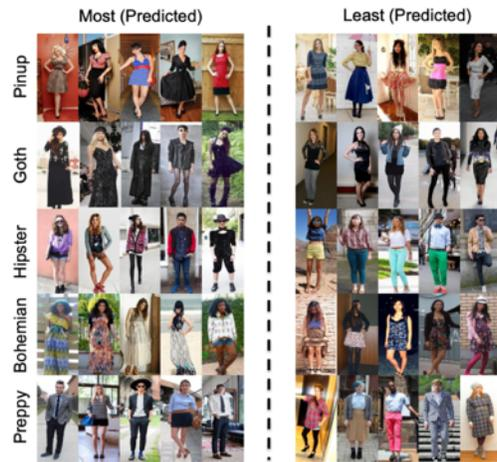 Most (Predicted)
Least (Predicted)
Pinup
Goth
Hipster
Bohemian
Preppy